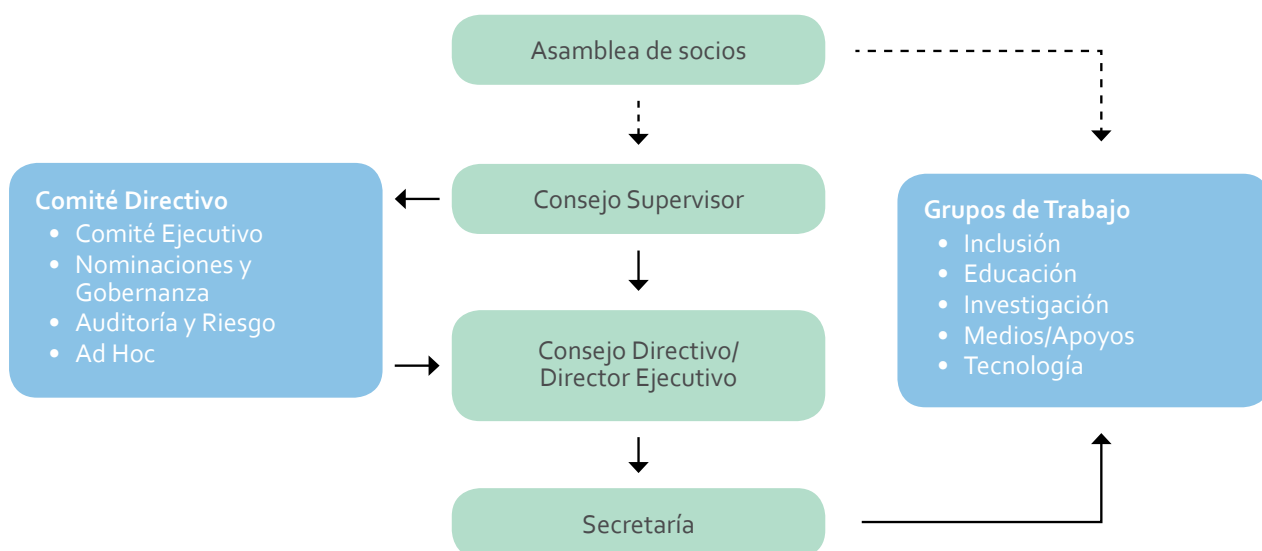 Asamblea de socios
Comité Directivo
• Comité Ejecutivo
• Nominaciones y
Gobernanza
• Auditoría y Riesgo
• Ad Hoc
Consejo Supervisor
Consejo Directivo/
Director Ejecutivo
Secretaría
Grupos de Trabajo
• Inclusión
• Educación
• Investigación
• Medios/Apoyos
• Tecnología